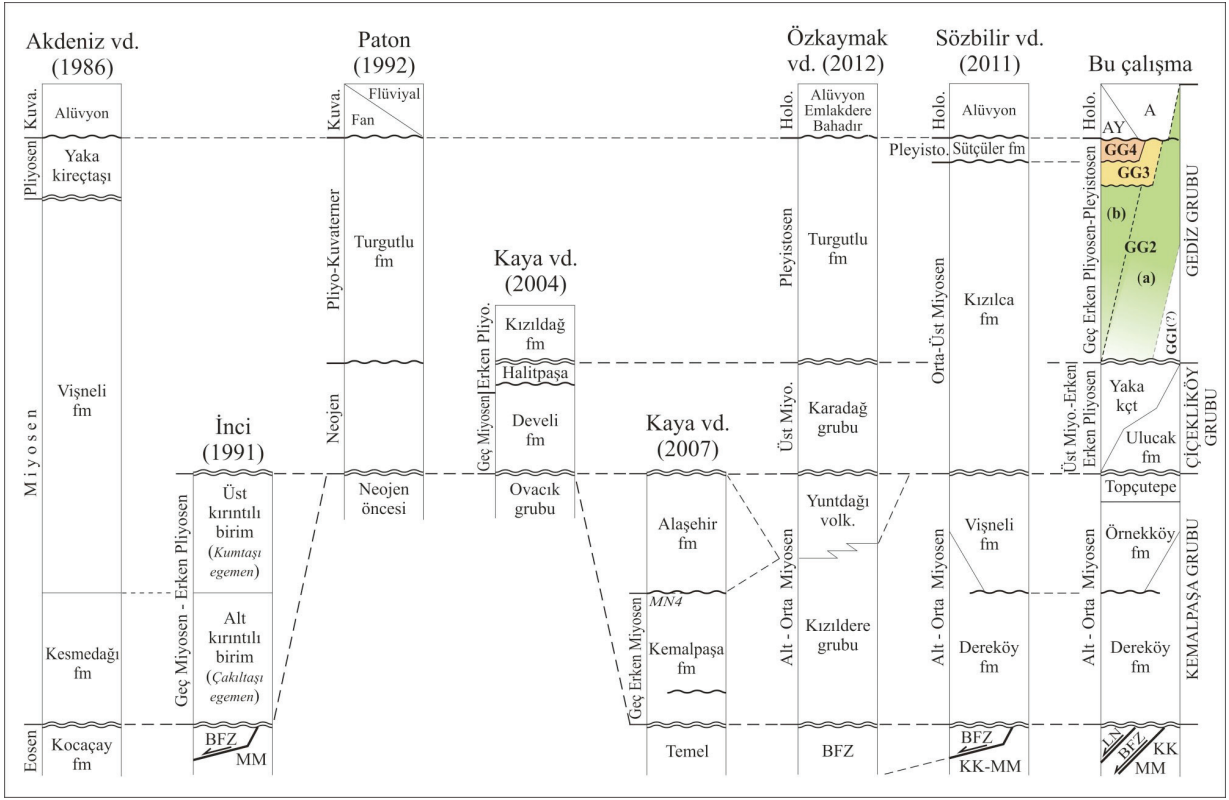 Akdeniz vd.
(1986)
Kuva.
Alüvyon
Pliyosen
Yaka
kireçtaşı
Miyosen
Vişneli
fm
Kesmedağı
fm
Eosen
Kocaçay
fm
İnci
(1991)
Geç Miyosen - Erken Pliyosen
Üst
kırıntılı
birim
(Kumtaşı
egemen)
Alt
kırıntılı
birim
(Çakıltaşı
egemen)
BFZ
MM
Paton
(1992)
Kuva.
Flüviyal
Fan
Pliyo-Kuvaterner
Turgutlu
fm
Neojen
Neojen
öncesi
Kaya vd.
(2004)
Erken Pliyo.
Kızıldağ
fm
Halitpaşa
Geç Miyosen
Develi
fm
Ovacık
grubu
Kaya vd.
(2007)
Alaşehir
fm
MN4
Geç Erken Miyosen
Kemalpaşa
fm
Temel
Özkaymak
vd. (2012)
Holo.
Alüvyon
Emlakdere
Bahadır
Pleyistosen
Turgutlu
fm
Üst Miyo.
Karadağ
grubu
Alt - Orta Miyosen
Yuntdağı
volk.
Kızıldere
grubu
BFZ
Sözbilir vd.
(2011)
Holo.
Alüvyon
Pleyisto.
Sütçüler fm
Orta-Üst Miyosen
Kızılca
fm
Alt - Orta Miyosen
Vişneli
fm
Dereköy
fm
BFZ
KK-MM
Bu çalışma
Holo.
A
AY
Geç Erken Pliyosen-Pleyistosen
GG4
GG3
(b)
GG2
(a)
GG1(?)
GEDİZ GRUBU
Üst Miyo.-Erken
Erken Pliyosen
Yaka
kçt
Ulucak
fm
ÇİÇEKLİKÖY
GRUBU
Topçutepe
Alt - Orta Miyosen
Örnekköy
fm
Dereköy
fm
KEMALPAŞA GRUBU
LN
BFZ
KK
MM